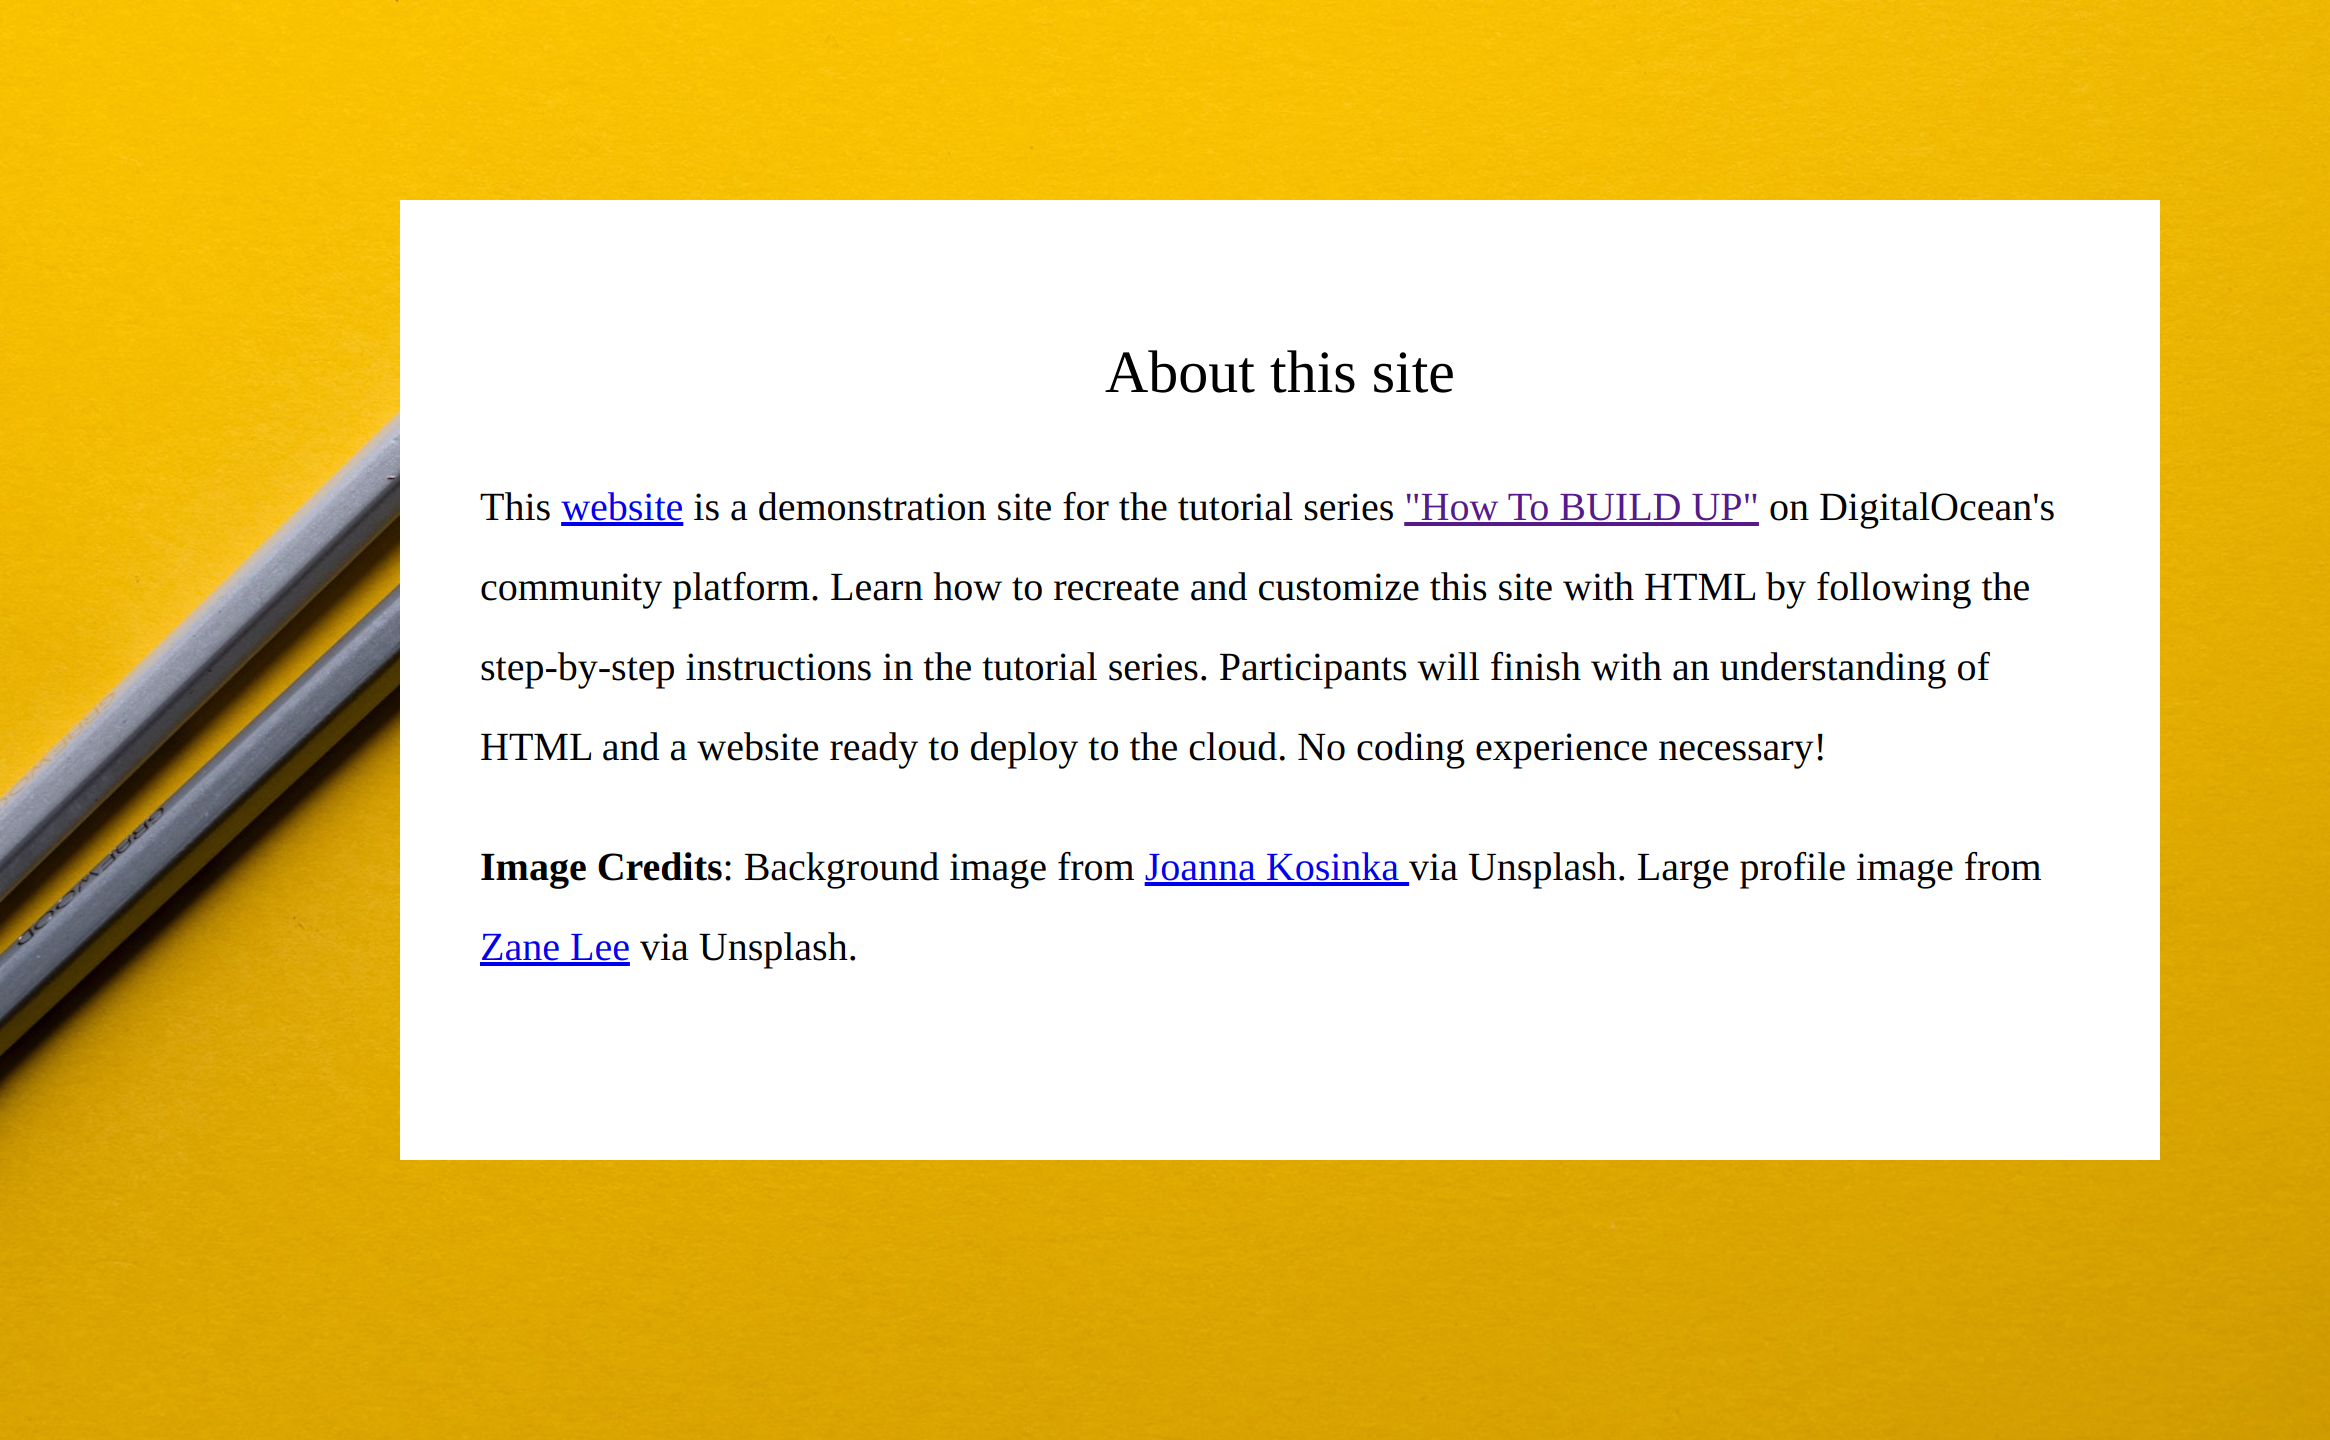 About this site
This website is a demonstration site for the tutorial series "How To BUILD UP" on DigitalOcean's
community platform. Learn how to recreate and customize this site with HTML by following the
step-by-step instructions in the tutorial series. Participants will finish with an understanding of
HTML and a website ready to deploy to the cloud. No coding experience necessary!
Image Credits: Background image from Joanna Kosinka via Unsplash. Large profile image from
Zane Lee via Unsplash.